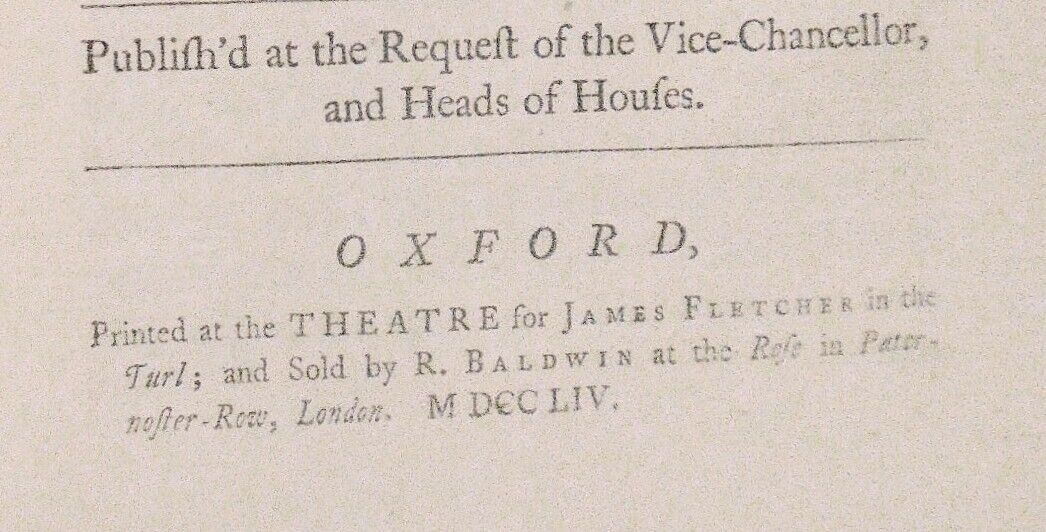 Publiſh'd at the Requeſt of the Vice-Chancellor,
and Heads of Houſes.
OXFORD,
Printed at the THEATRE for JAMES FLETCHER in the
Turl; and Sold by R. BALDWIN at the Roſe in Pater-
noſter-Row, London. M DCC LIV.